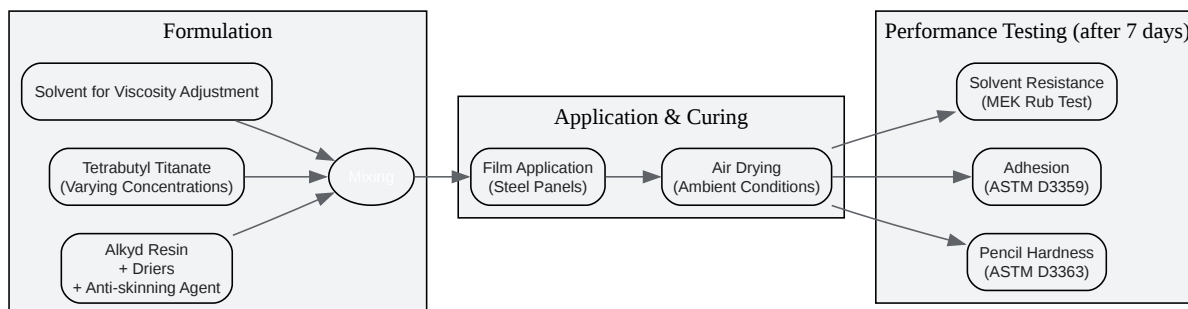 Formulation
Solvent for Viscosity Adjustment
Tetrabutyl Titanate
(Varying Concentrations)
Alkyd Resin
+ Driers
+ Anti-skinning Agent
Mixing
Application & Curing
Film Application
(Steel Panels)
Air Drying
(Ambient Conditions)
Performance Testing (after 7 days)
Solvent Resistance
(MEK Rub Test)
Adhesion
(ASTM D3359)
Pencil Hardness
(ASTM D3363)